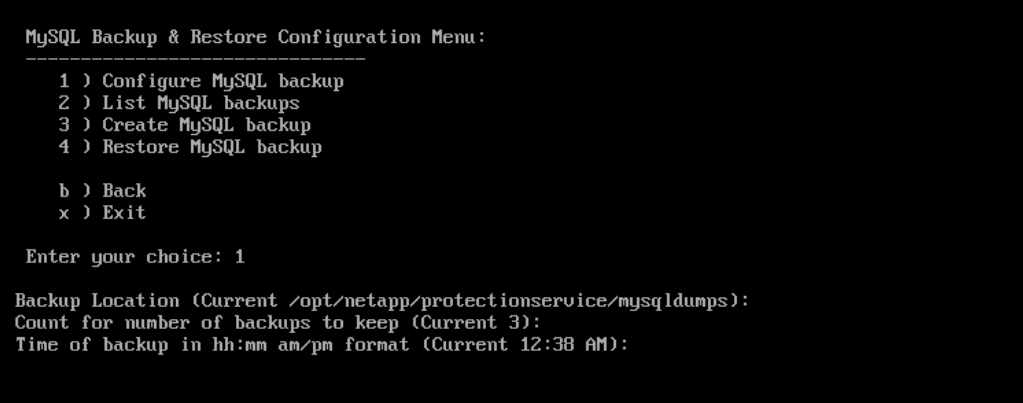 MySQL Backup & Restore Configuration Menu:
-------------------------------
1 ) Configure MySQL backup
2 ) List MySQL backups
3 ) Create MySQL backup
4 ) Restore MySQL backup
b ) Back
x ) Exit
Enter your choice: 1
Backup Location (Current /opt/netapp/protectionservice/mysqldumps):
Count for number of backups to keep (Current 3):
Time of backup in hh:mm am/pm format (Current 12:38 AM):